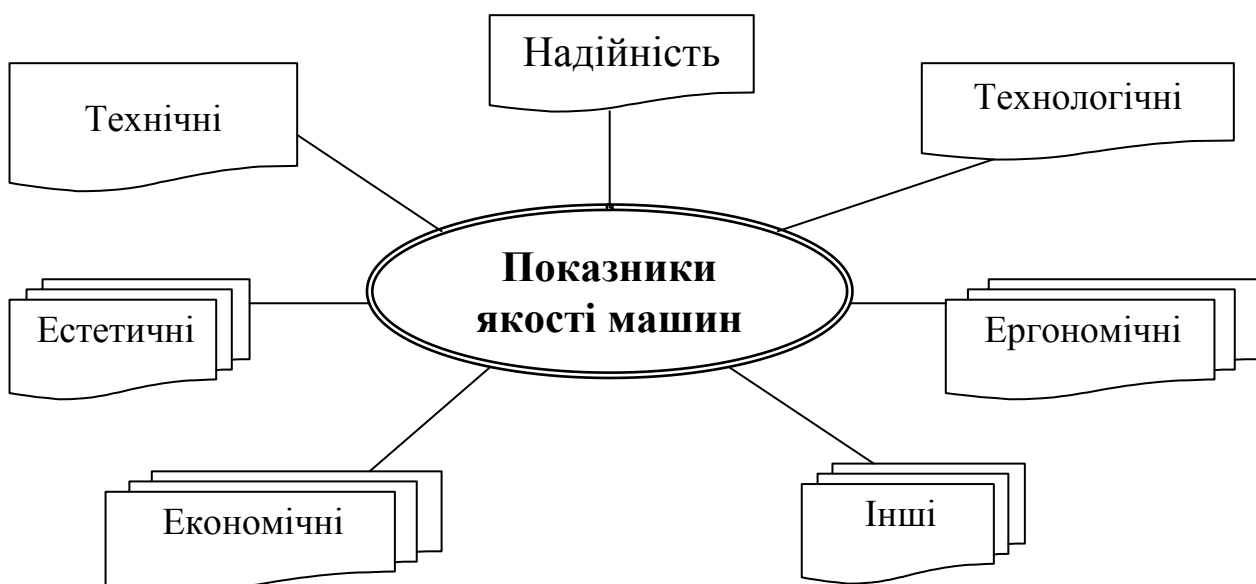 Надійність
Технічні
Технологічні
Показники
якості машин
Естетичні
Ергономічні
Економічні
Інші